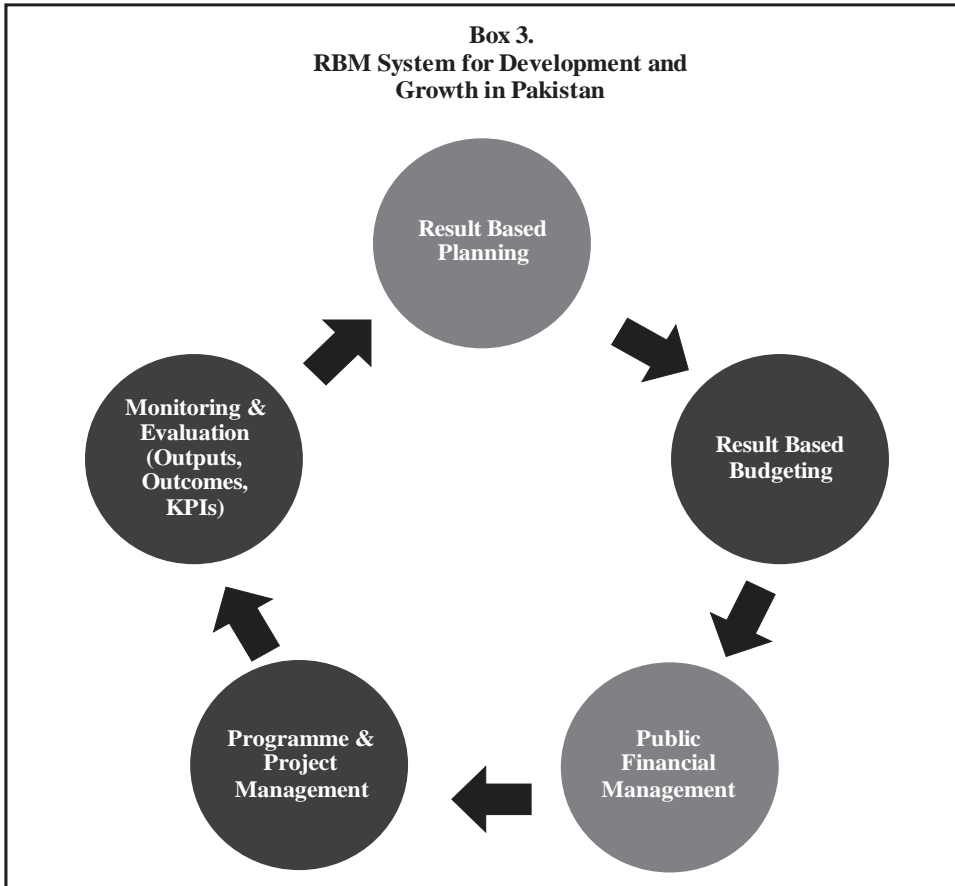 Box 3.
RBM System for Development and
Growth in Pakistan
Result Based
Planning
Result Based
Budgeting
Public
Financial
Management
Programme &
Project
Management
Monitoring &
Evaluation
(Outputs,
Outcomes,
KPIs)